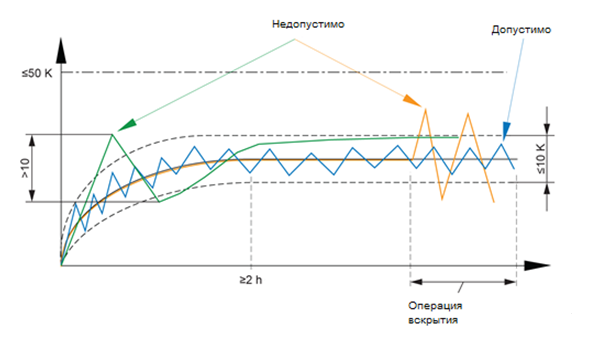 Недопустимо
Допустимо
≤50 K
>10
≤10 K
≥2 h
Операция
вскрытия